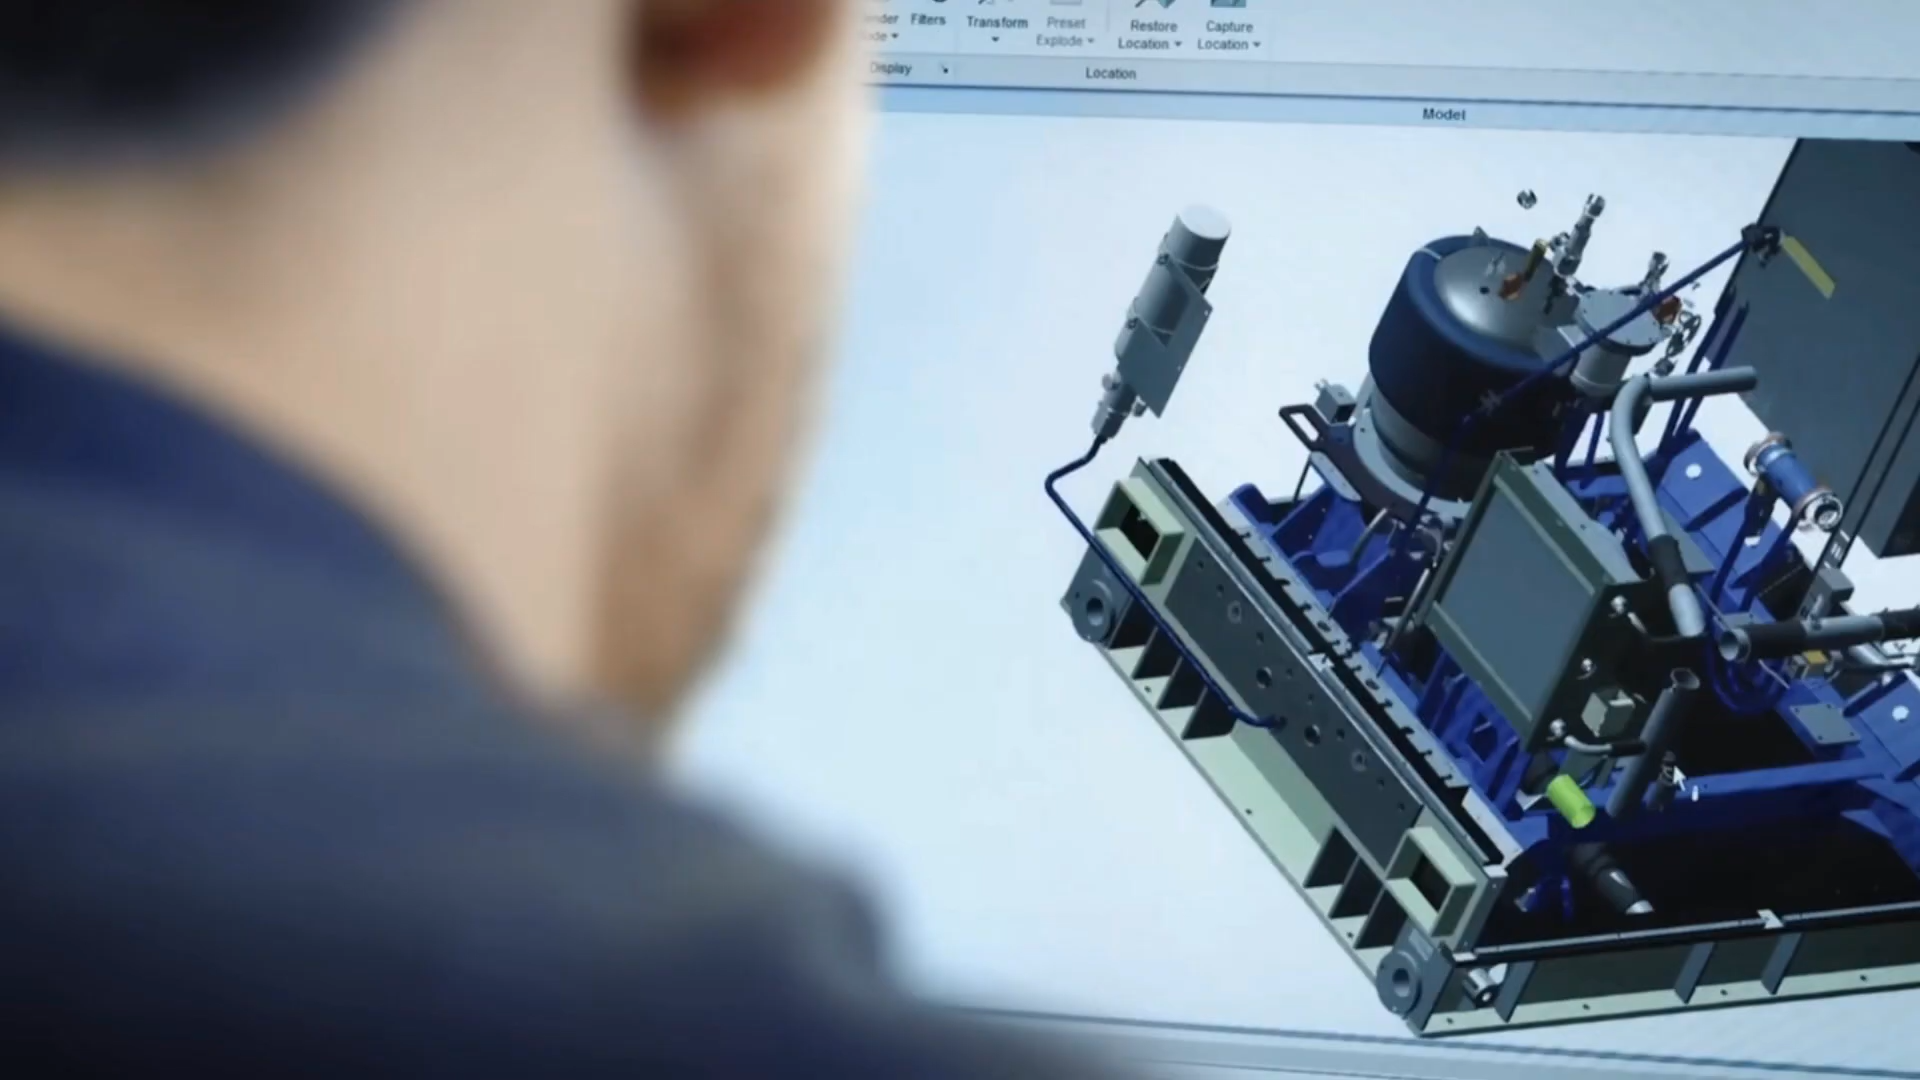 Filters
Transform
Preset
Explode
Restore
Location
Capture
Location
Display
Location
Model